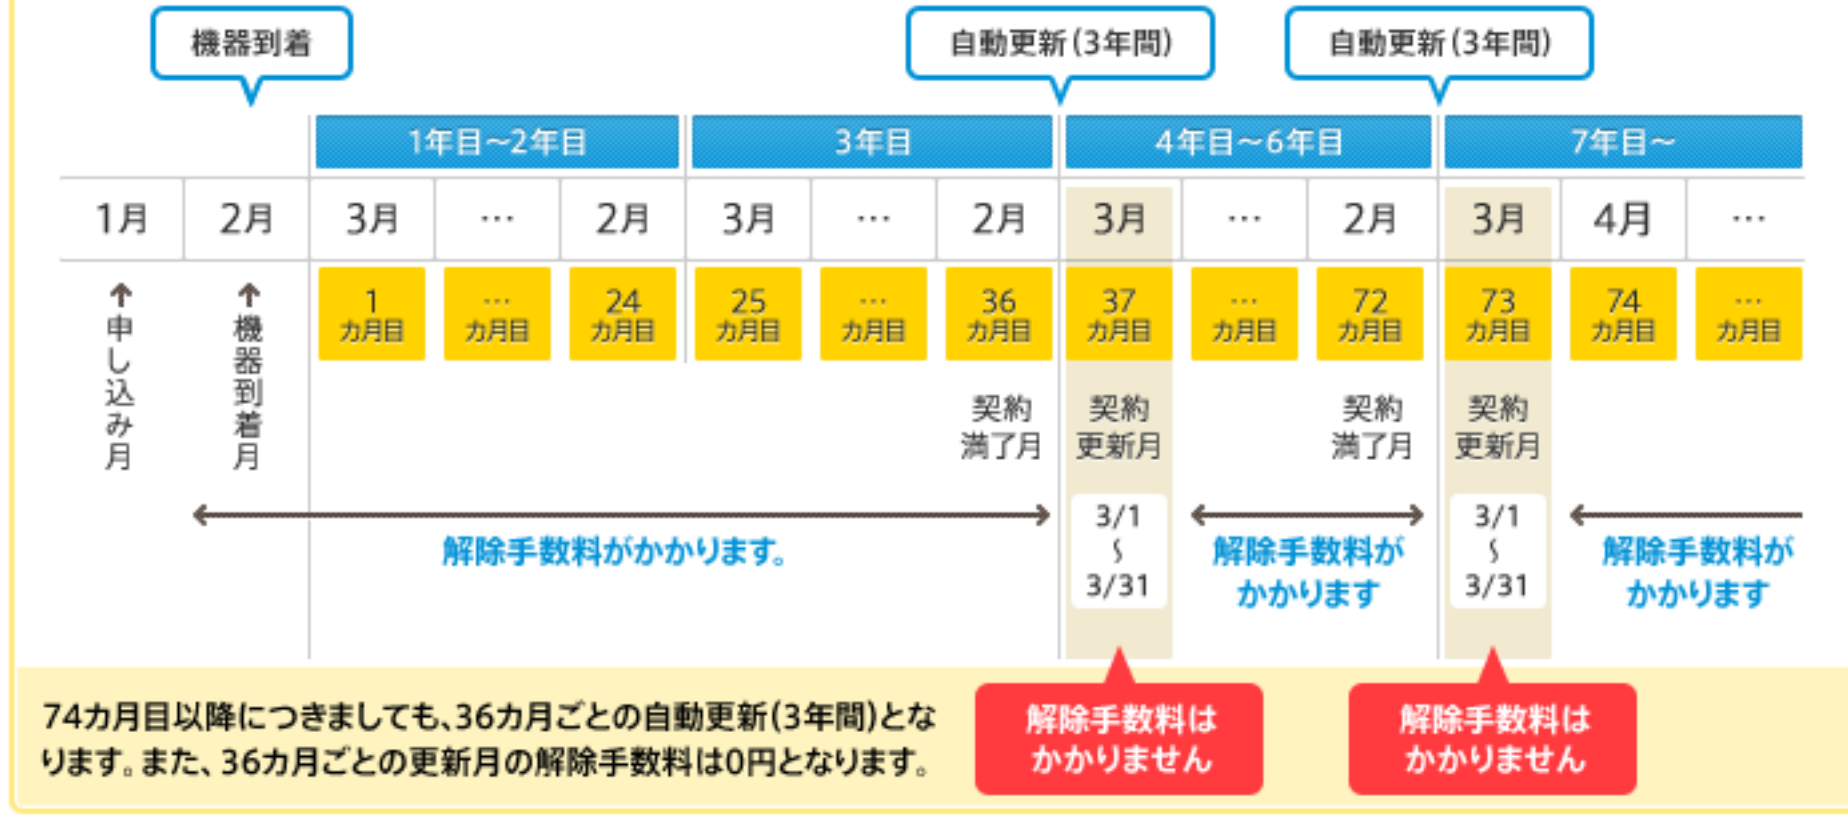 機器到着
自動更新(3年間)
自動更新(3年間)
1年目～2年目
3年目
4年目～6年目
7年目～
1月
2月
3月
…
2月
3月
…
2月
3月
…
2月
3月
4月
…
↑申し込み月
↑機器到着月
1
カ月目
…
カ月目
24
カ月目
25
カ月目
…
カ月目
36
カ月目
37
カ月目
…
カ月目
72
カ月目
73
カ月目
74
カ月目
…
カ月目
契約
満了月
契約
更新月
契約
満了月
契約
更新月
解除手数料がかかります。
3/1
〜
3/31
解除手数料が
かかります
3/1
〜
3/31
解除手数料が
かかります
74カ月目以降につきましても、36カ月ごとの自動更新(3年間)とな
ります。また、36カ月ごとの更新月の解除手数料は0円となります。
解除手数料は
かかりません
解除手数料は
かかりません